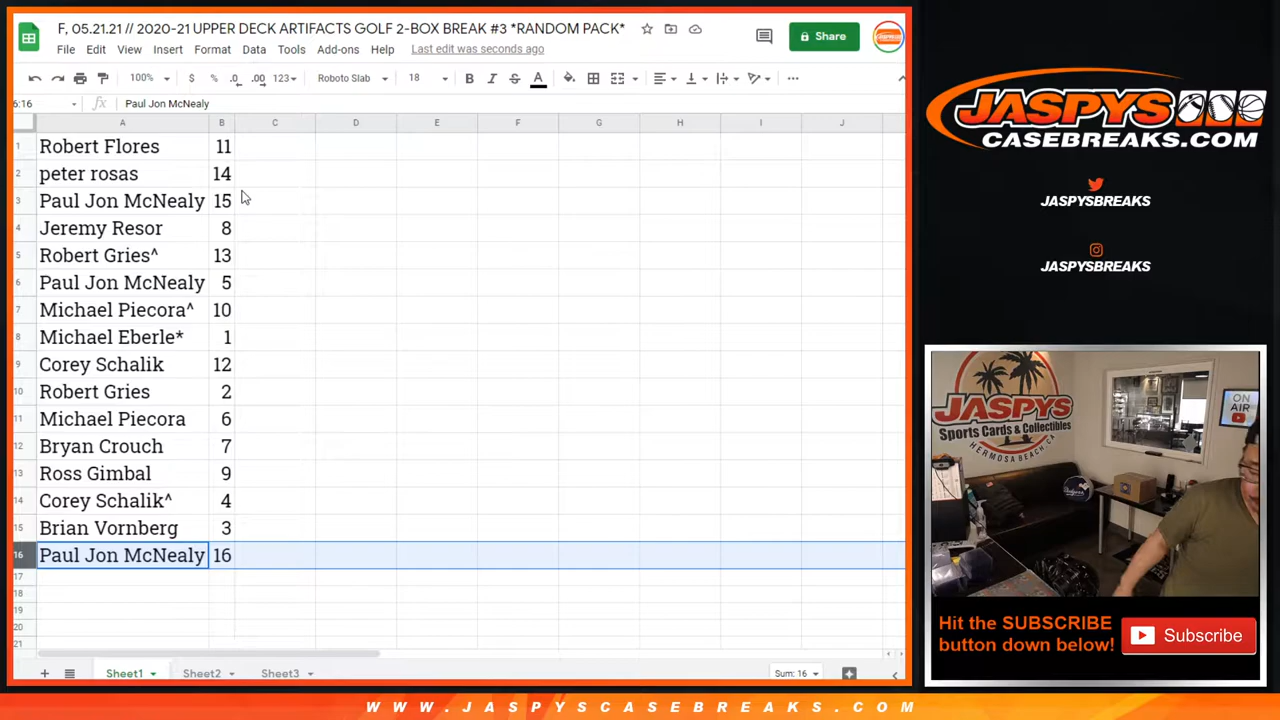 F, 05.21.21 // 2020-21 UPPER DECK ARTIFACTS GOLF 2-BOX BREAK #3 *RANDOM PACK*
File Edit View Insert Format Data Tools Add-ons Help Last edit was seconds ago
Share
100% $ % .0 .00 123 Roboto Slab 18 B I S A
6:16 fx Paul Jon McNealy
A B C D E F G H I J
1 Robert Flores 11
2 peter rosas 14
3 Paul Jon McNealy 15
4 Jeremy Resor 8
5 Robert Gries^ 13
6 Paul Jon McNealy 5
7 Michael Piecora^ 10
8 Michael Eberle* 1
9 Corey Schalik 12
10 Robert Gries 2
11 Michael Piecora 6
12 Bryan Crouch 7
13 Ross Gimbal 9
14 Corey Schalik^ 4
15 Brian Vornberg 3
16 Paul Jon McNealy 16
17
18
19
20
21
Sheet1 Sheet2 Sheet3 Sum: 16
JASPYS
CASEBREAKS.COM
JASPYSBREAKS
JASPYSBREAKS
JASPYS
Sports Cards & Collectibles
HERMOSA BEACH, CA
ON
AIR
Dodgers
Hit the SUBSCRIBE
button down below!
Subscribe
WWW.JASPYSCASEBREAKS.COM